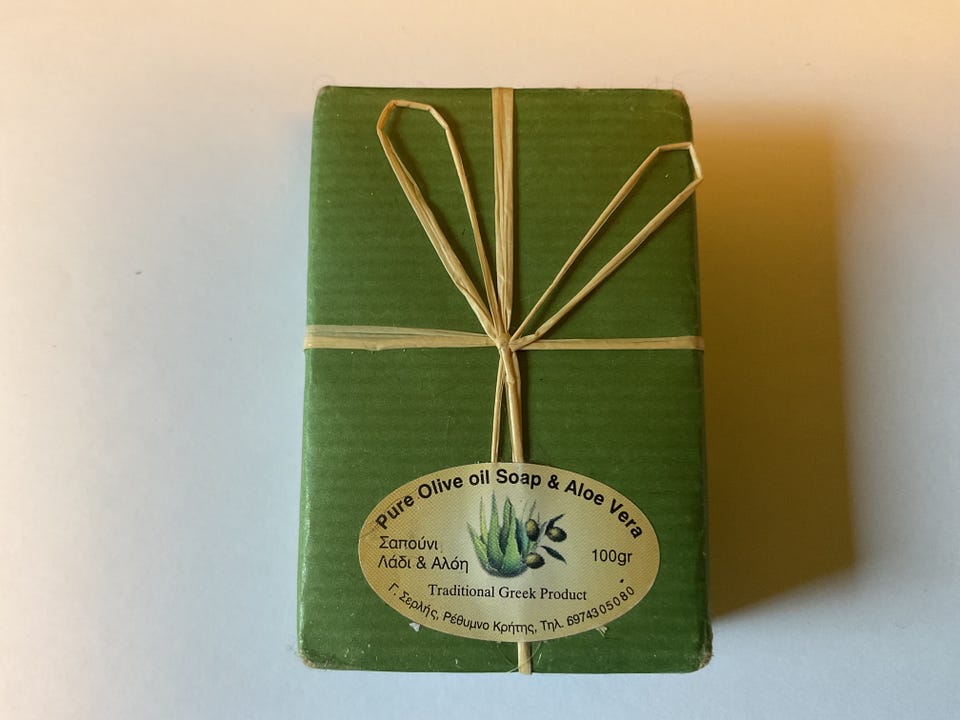 Pure Olive oil Soap & Aloe Vera
Σαπούνι
Λάδι & Αλόη
100gr
Traditional Greek Product
Γ. Σερλής, Ρέθυμνο Κρήτης, Τηλ. 6974305080